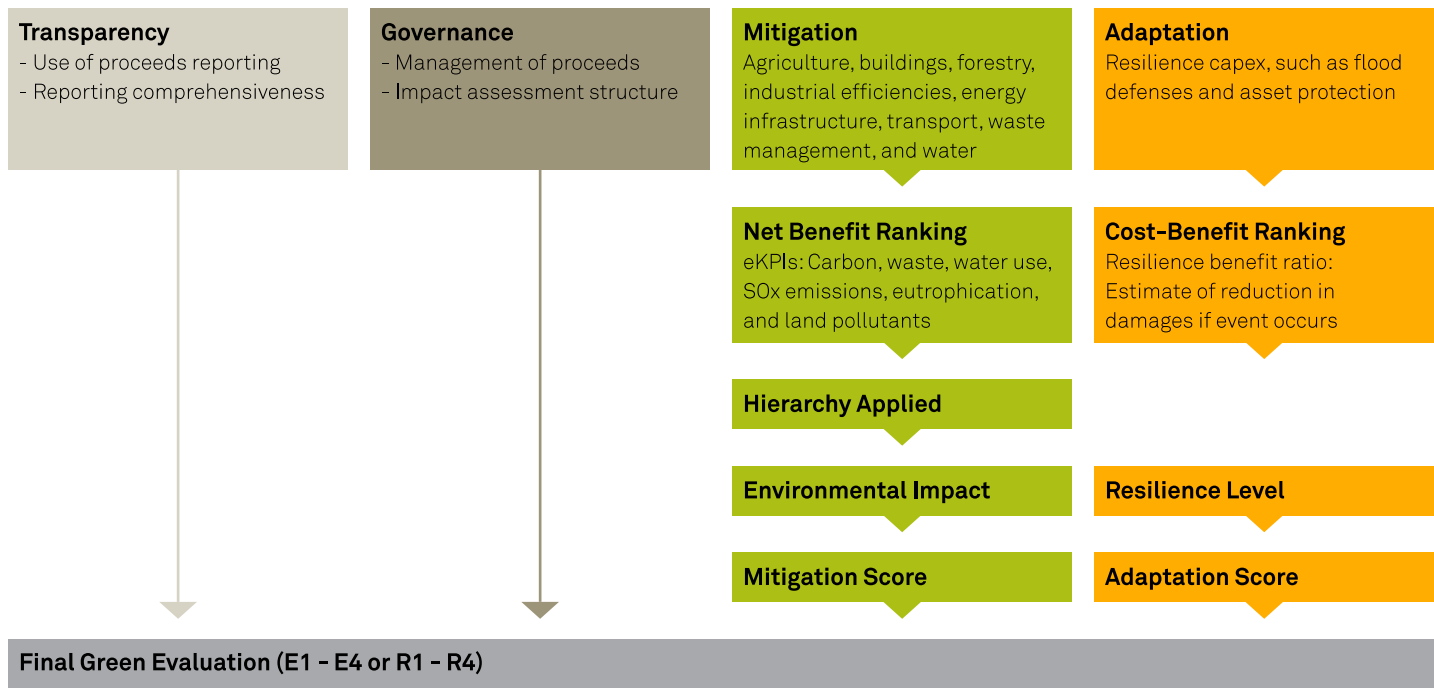 Transparency
- Use of proceeds reporting
- Reporting comprehensiveness
Governance
- Management of proceeds
- Impact assessment structure
Mitigation
Agriculture, buildings, forestry,
industrial efficiencies, energy
infrastructure, transport, waste
management, and water
Adaptation
Resilience capex, such as flood
defenses and asset protection
Net Benefit Ranking
eKPIs: Carbon, waste, water use,
SOx emissions, eutrophication,
and land pollutants
Cost-Benefit Ranking
Resilience benefit ratio:
Estimate of reduction in
damages if event occurs
Hierarchy Applied
Environmental Impact
Resilience Level
Mitigation Score
Adaptation Score
Final Green Evaluation (E1 - E4 or R1 - R4)